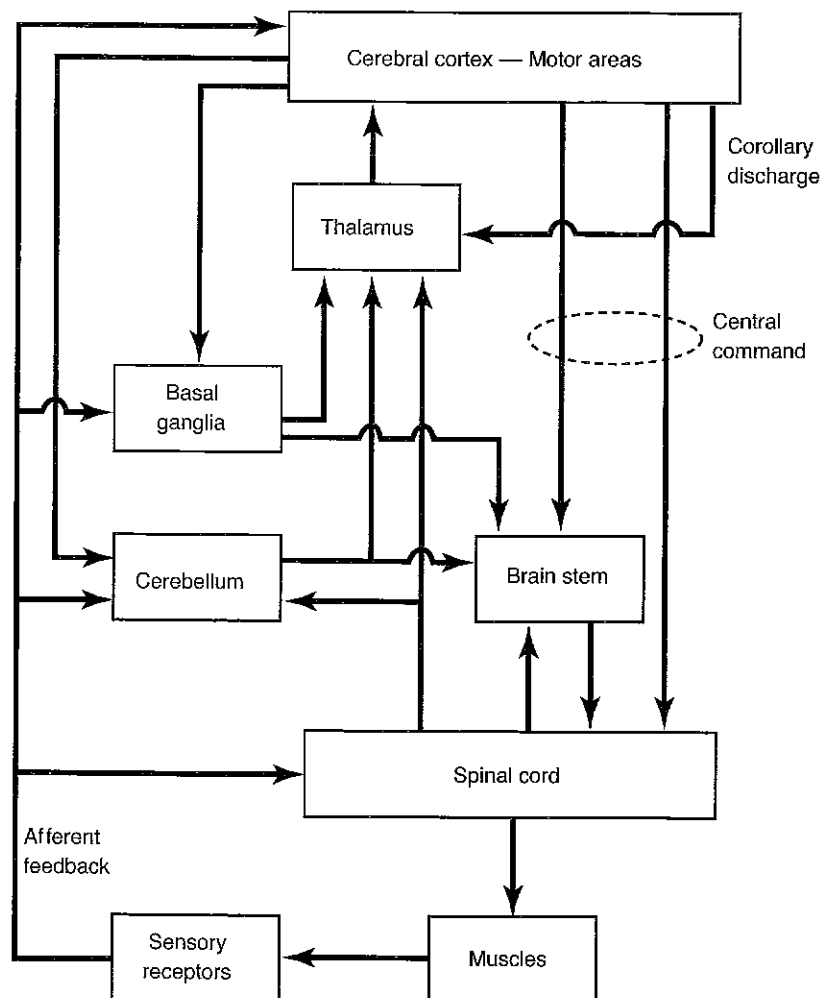 Cerebral cortex — Motor areas
Corollary
discharge
Thalamus
Central
command
Basal
ganglia
Cerebellum
Brain stem
Spinal cord
Afferent
feedback
Sensory
receptors
Muscles